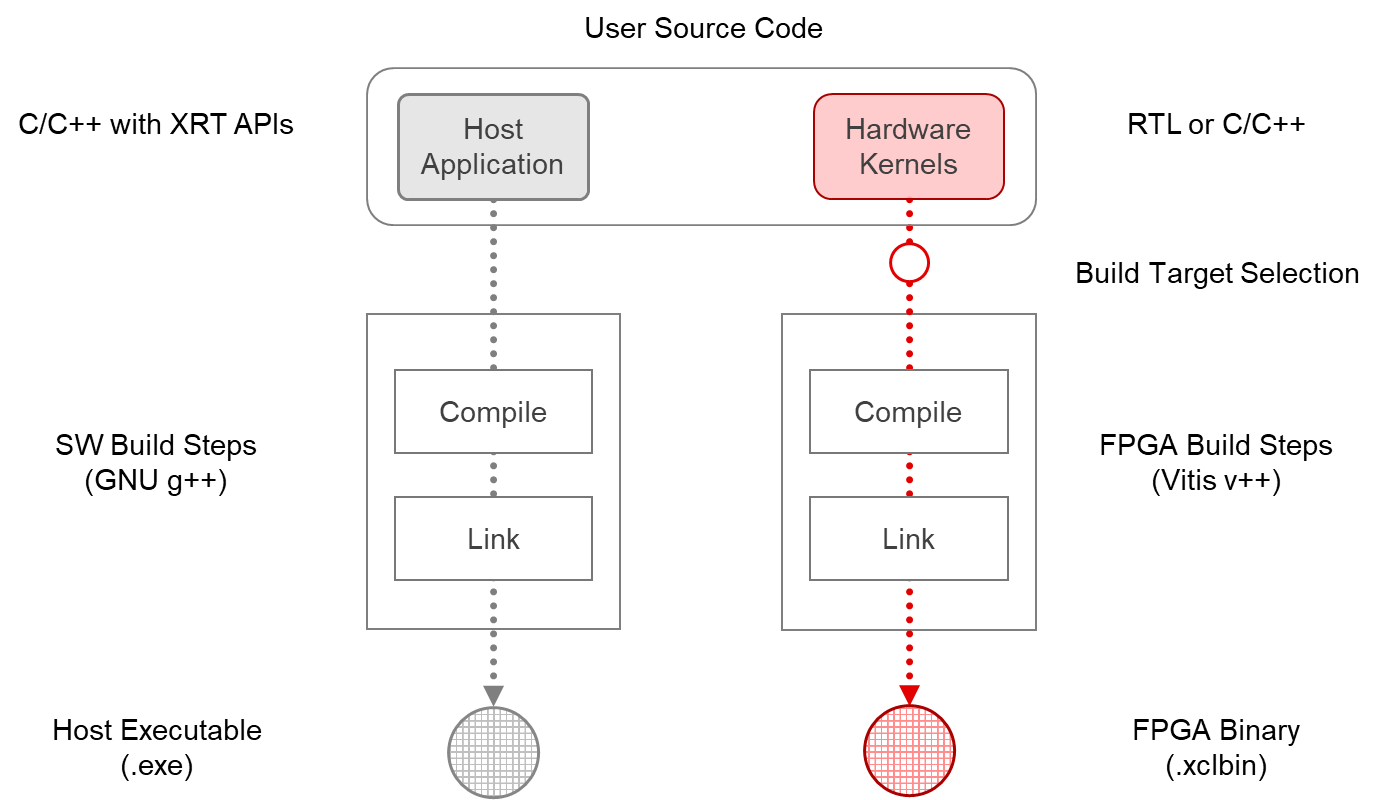 User Source Code
C/C++ with XRT APIs
Host
Application
Hardware
Kernels
RTL or C/C++
Build Target Selection
SW Build Steps
(GNU g++)
Compile
Link
Compile
Link
FPGA Build Steps
(Vitis v++)
Host Executable
(.exe)
FPGA Binary
(.xclbin)